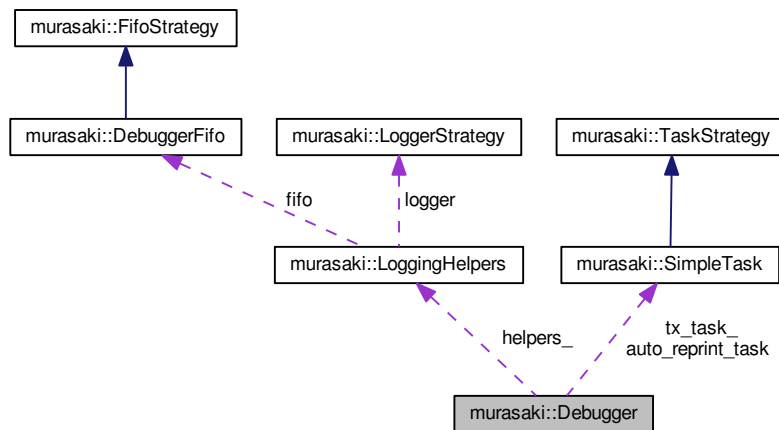 murasaki::FifoStrategy
murasaki::DebuggerFifo
murasaki::LoggerStrategy
murasaki::TaskStrategy
fifo
logger
murasaki::LoggingHelpers
murasaki::SimpleTask
helpers_
tx_task_
auto_reprint_task
murasaki::Debugger